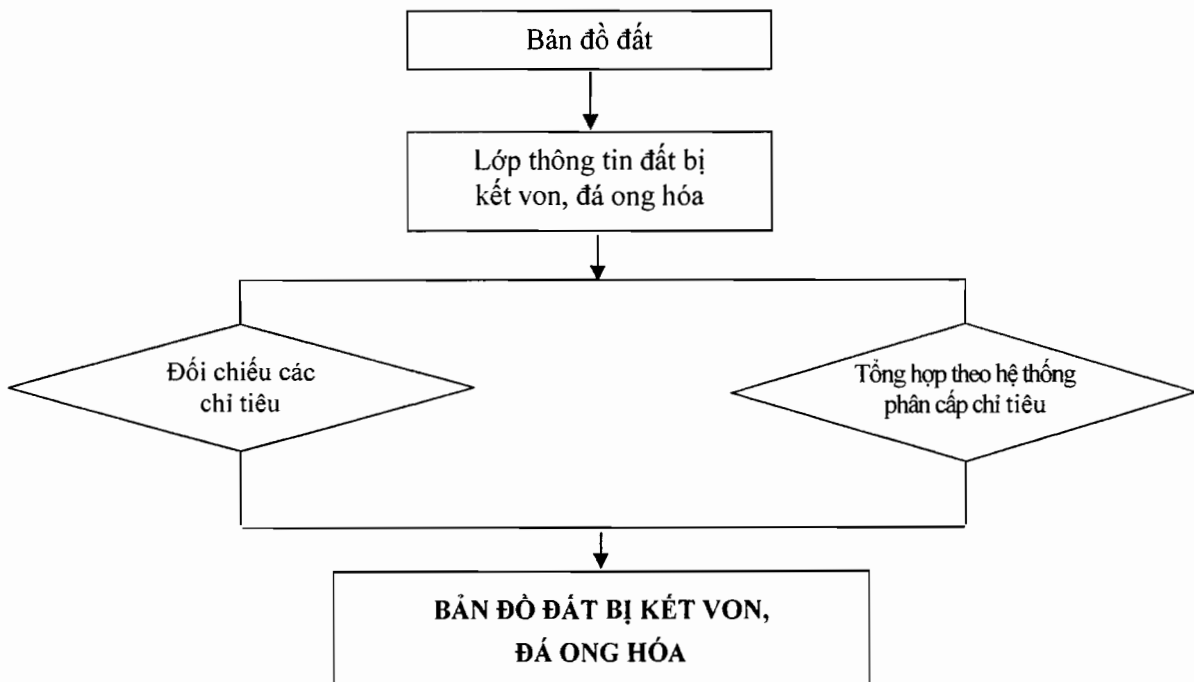 Bản đồ đất
Lớp thông tin đất bị
kết von, đá ong hóa
Đối chiếu các
chỉ tiêu
Tổng hợp theo hệ thống
phân cấp chỉ tiêu
BẢN ĐỒ ĐẤT BỊ KẾT VON,
ĐÁ ONG HÓA